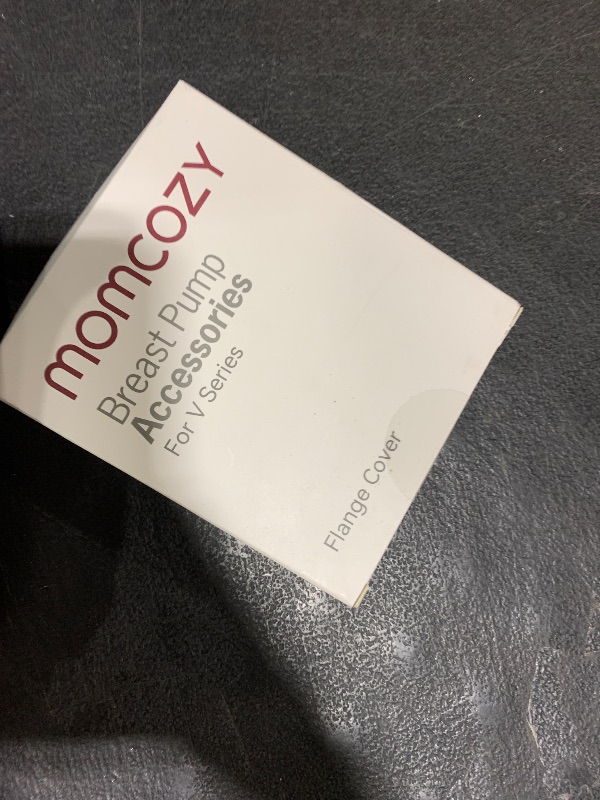 momcozy
Breast Pump
Accessories
For V Series
Flange Cover